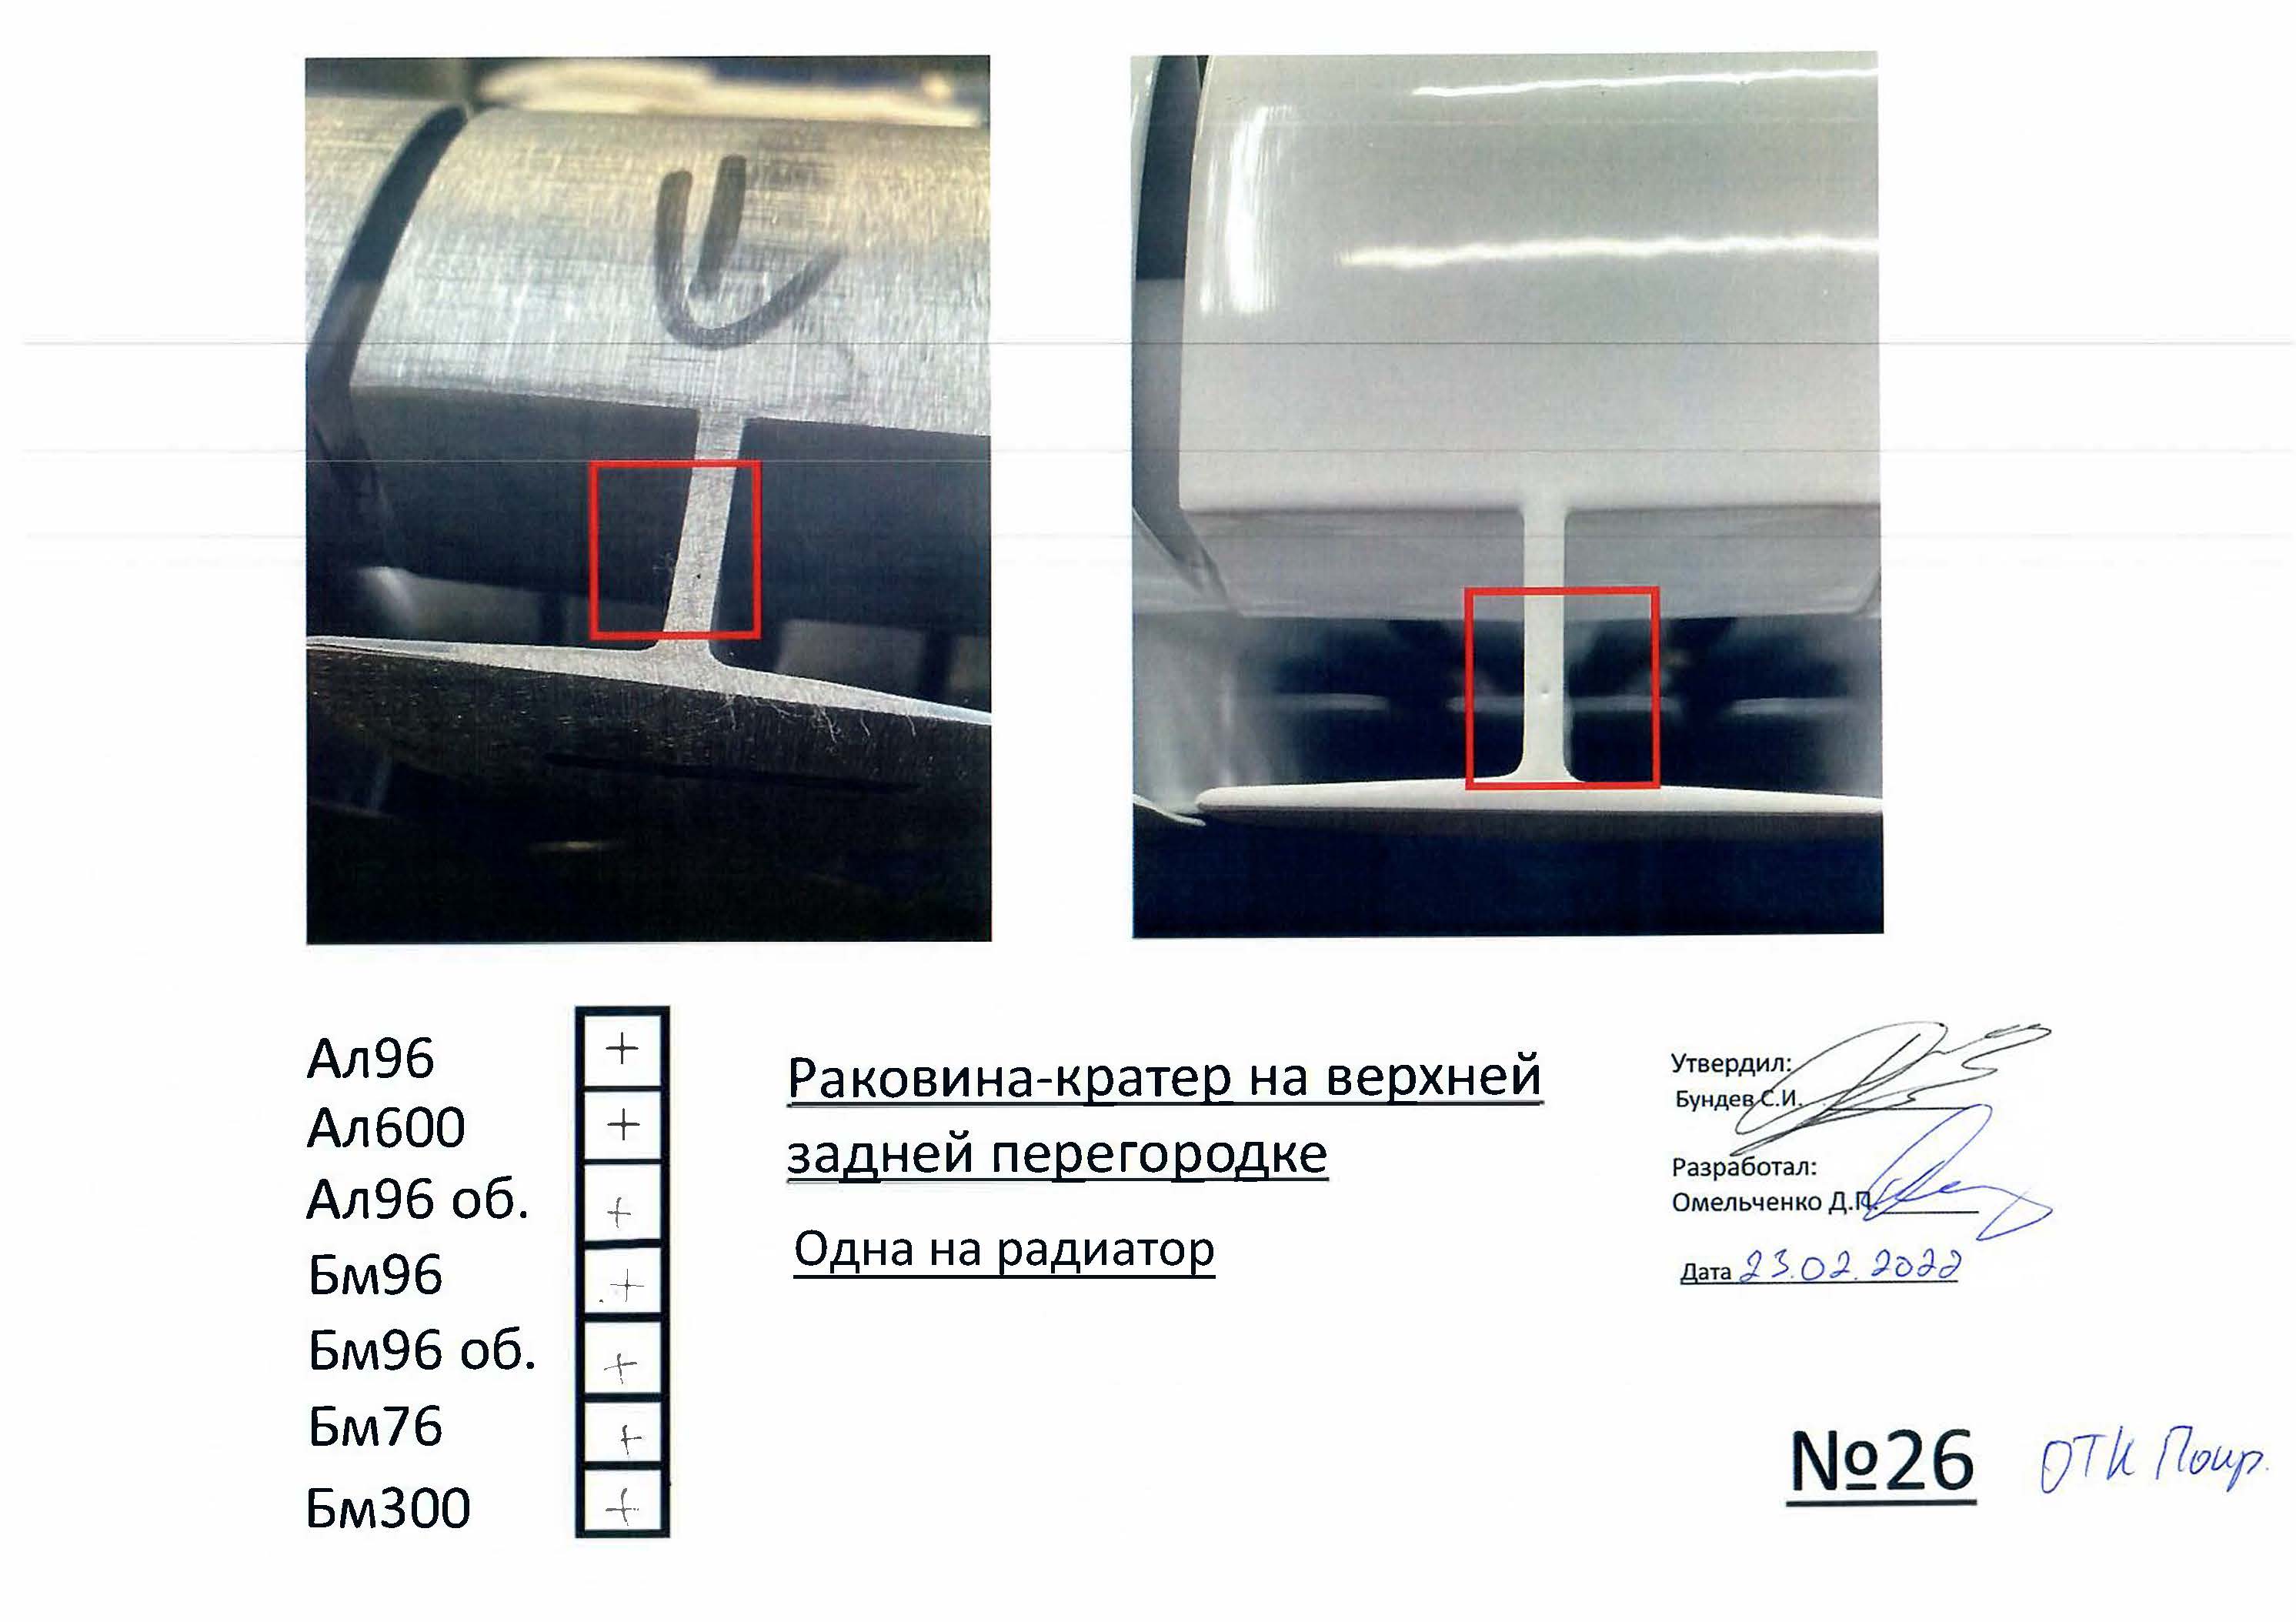 Ал96 +
Ал600 +
Ал96 об. +
Бм96 +
Бм96 об. +
Бм76 +
Бм300 +
Раковина-кратер на верхней
задней перегородке
Одна на радиатор
Утвердил:
Бундев С.И.
Разработал:
Омельченко Д.П.
Дата 23.02.2022
№26 ОТК